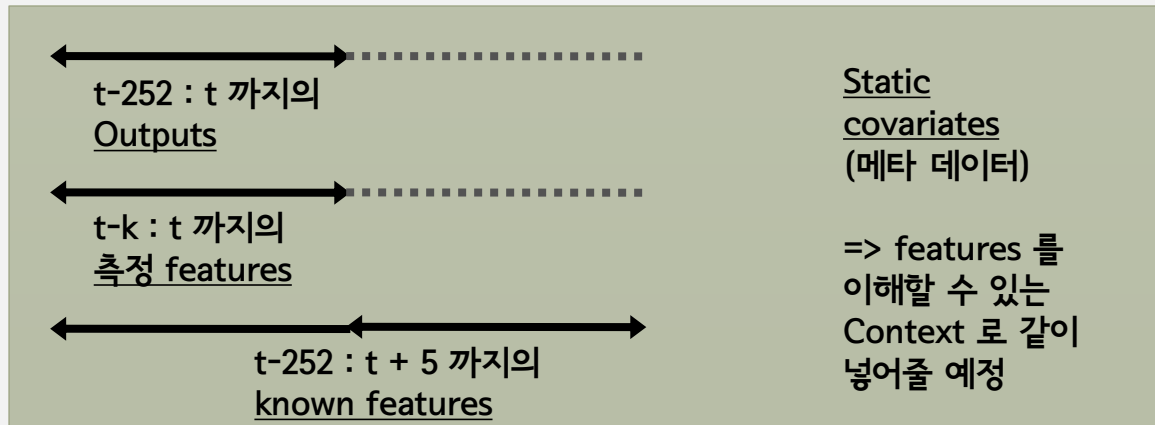 t-252 : t 까지의
Outputs
t-k : t 까지의
측정 features
t-252 : t + 5 까지의
known features
Static
covariates
(메타 데이터)
=> features 를
이해할 수 있는
Context 로 같이
넣어줄 예정